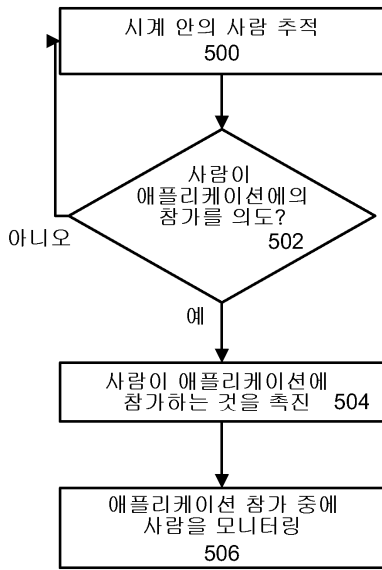 시계 안의 사람 추적
500
사람이
애플리케이션에의
참가를 의도?
502
아니오
예
사람이 애플리케이션에
참가하는 것을 촉진 504
애플리케이션 참가 중에
사람을 모니터링
506